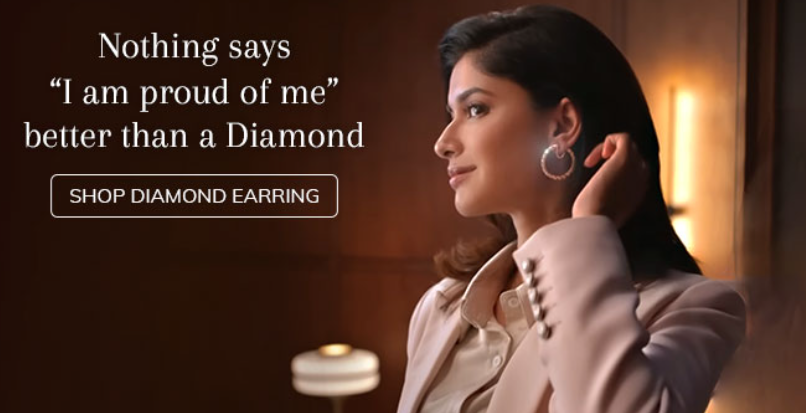 Nothing says
“I am proud of me”
better than a Diamond
SHOP DIAMOND EARRING